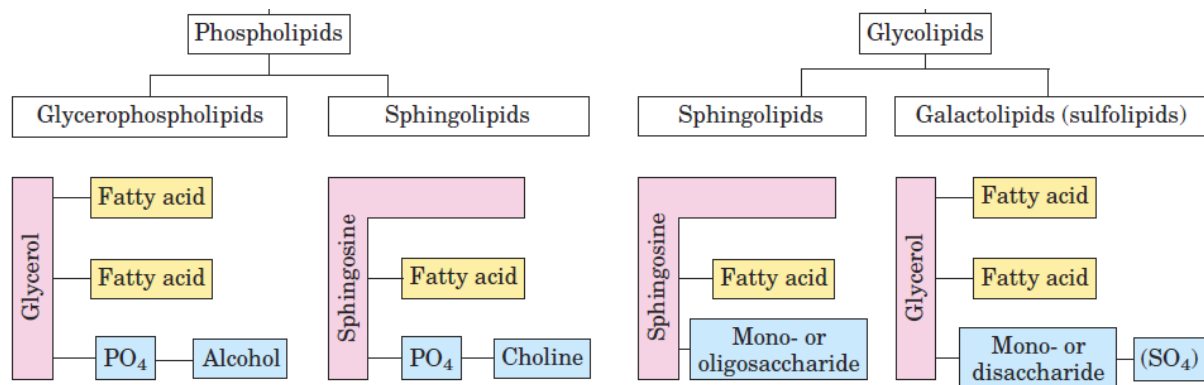 Phospholipids
Glycolipids
Glycerophospholipids
Sphingolipids
Sphingolipids
Galactolipids (sulfolipids)
Glycerol
Fatty acid
Fatty acid
PO₄
Alcohol
Sphingosine
Fatty acid
PO₄
Choline
Sphingosine
Fatty acid
Mono- or
oligosaccharide
Glycerol
Fatty acid
Fatty acid
Mono- or
disaccharide
(SO₄)